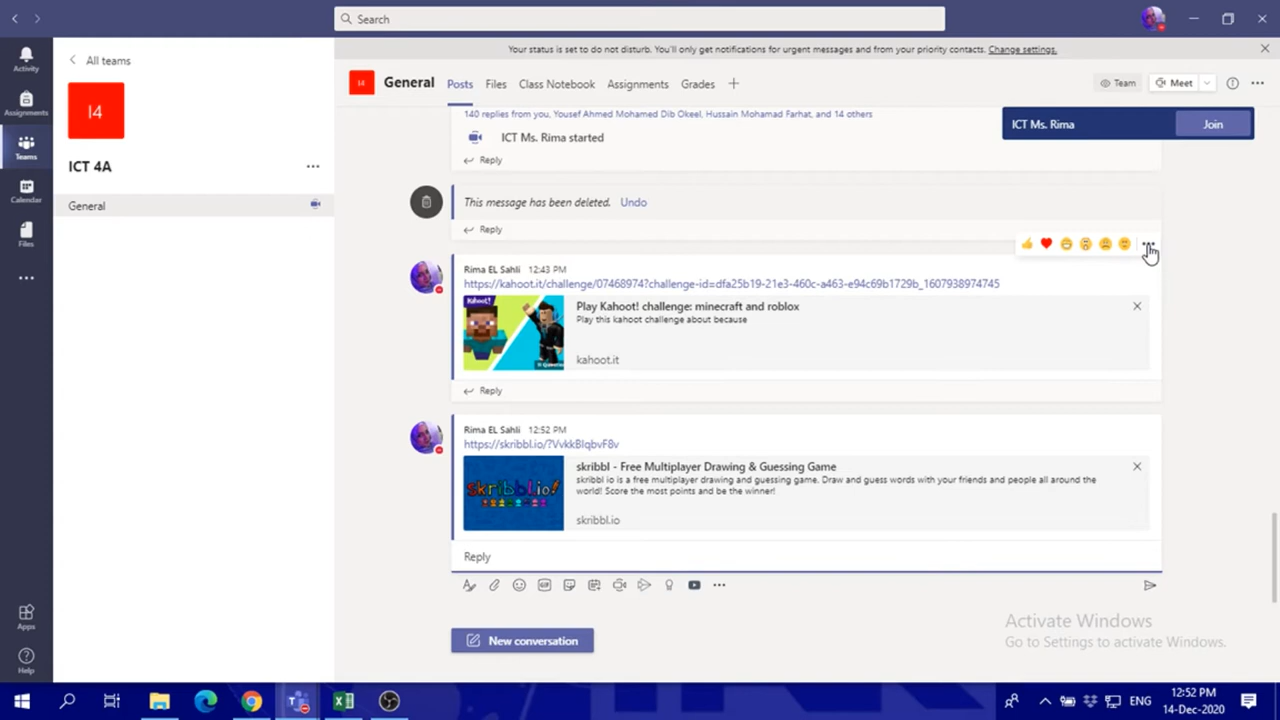 Search
Your status is set to do not disturb. You'll only get notifications for urgent messages and from your priority contacts. Change settings.
Activity
Assignments
Teams
Calendar
Files
Apps
Help
All teams
I4
ICT 4A
General
I4
General
Posts
Files
Class Notebook
Assignments
Grades
Team
Meet
140 replies from you, Yousef Ahmed Mohamed Dib Okeel, Hussain Mohamad Farhat, and 14 others
ICT Ms. Rima started
Reply
ICT Ms. Rima
Join
This message has been deleted. Undo
Reply
Rima EL Sahli 12:43 PM
https://kahoot.it/challenge/07468974?challenge-id=dfa25b19-21e3-460c-a463-e94c69b1729b_1607938974745
Kahoot!
Play Kahoot! challenge: minecraft and roblox
Play this kahoot challenge about because
kahoot.it
Reply
Rima EL Sahli 12:52 PM
https://skribbl.io/?VvkkBIqbvF8v
skribbl.io!
skribbl - Free Multiplayer Drawing & Guessing Game
skribbl io is a free multiplayer drawing and guessing game. Draw and guess words with your friends and people all around the
world! Score the most points and be the winner!
skribbl.io
Reply
GIF
New conversation
Activate Windows
Go to Settings to activate Windows.
ENG
12:52 PM
14-Dec-2020